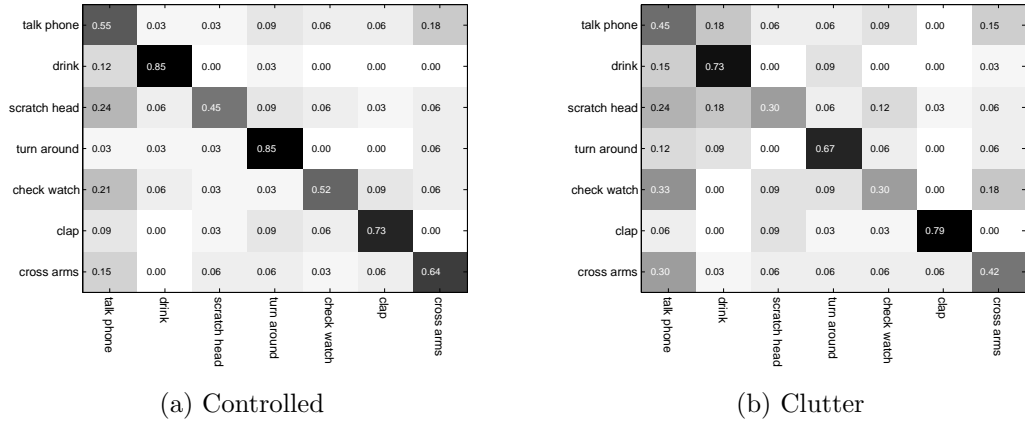 talk phone 0.55 0.03 0.03 0.09 0.06 0.06 0.18
drink 0.12 0.85 0.00 0.03 0.00 0.00 0.00
scratch head 0.24 0.06 0.45 0.09 0.06 0.03 0.06
turn around 0.03 0.03 0.03 0.85 0.00 0.00 0.06
check watch 0.21 0.06 0.03 0.03 0.52 0.09 0.06
clap 0.09 0.00 0.03 0.09 0.06 0.73 0.00
cross arms 0.15 0.00 0.06 0.06 0.03 0.06 0.64
talk phone drink scratch head turn around check watch clap cross arms
(a) Controlled
talk phone 0.45 0.18 0.06 0.06 0.09 0.00 0.15
drink 0.15 0.73 0.00 0.09 0.00 0.00 0.03
scratch head 0.24 0.18 0.30 0.06 0.12 0.03 0.06
turn around 0.12 0.09 0.00 0.67 0.06 0.00 0.06
check watch 0.33 0.00 0.09 0.09 0.30 0.00 0.18
clap 0.06 0.00 0.09 0.03 0.03 0.79 0.00
cross arms 0.30 0.03 0.06 0.06 0.06 0.06 0.42
talk phone drink scratch head turn around check watch clap cross arms
(b) Clutter